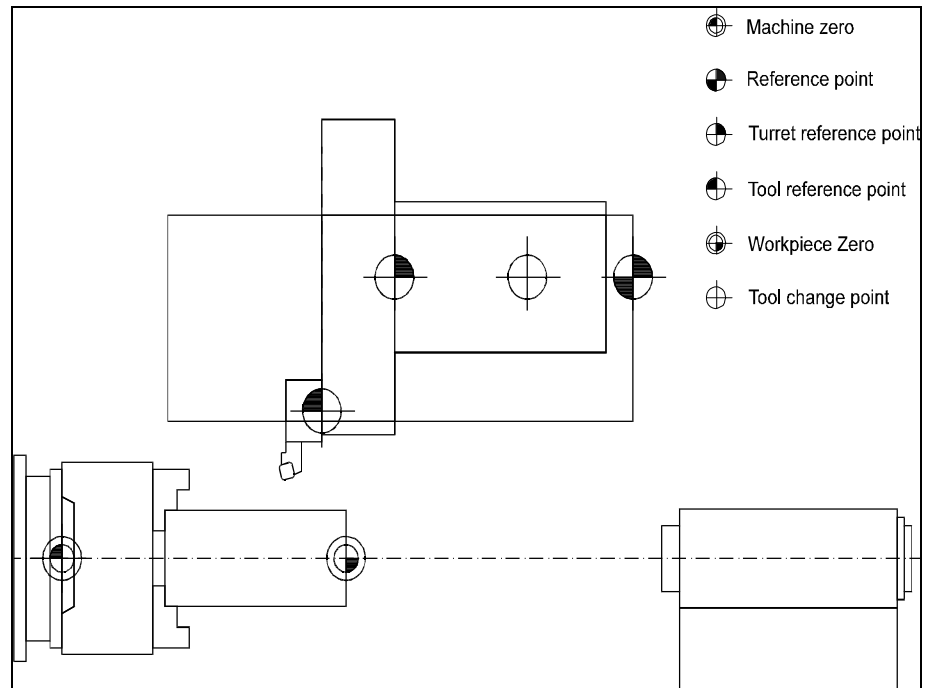 Machine zero
Reference point
Turret reference point
Tool reference point
Workpiece Zero
Tool change point